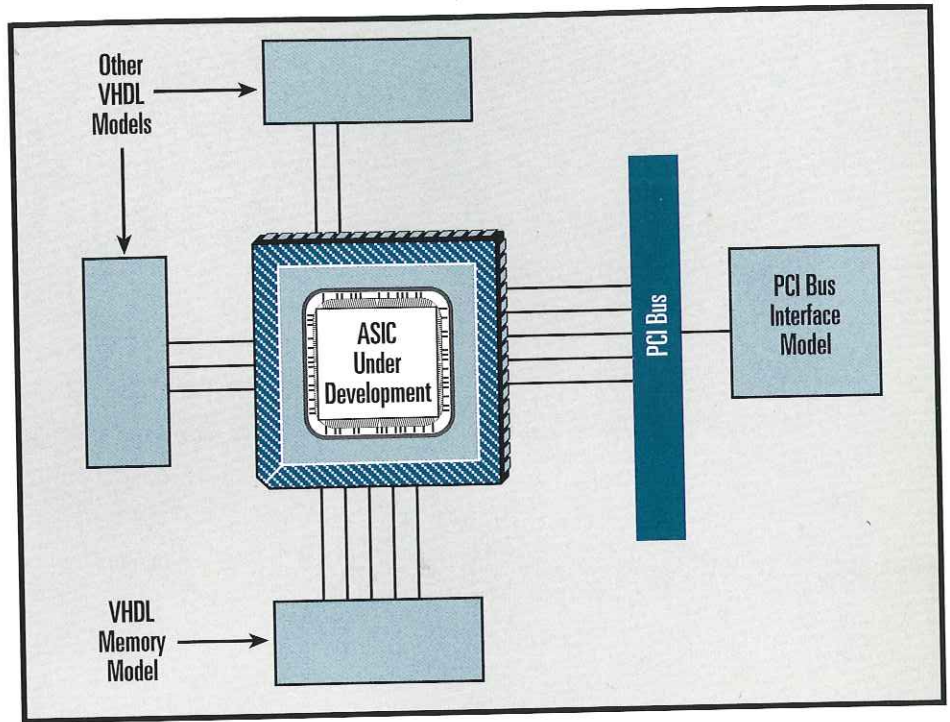 Other
VHDL
Models
ASIC
Under
Development
PCI Bus
PCI Bus
Interface
Model
VHDL
Memory
Model